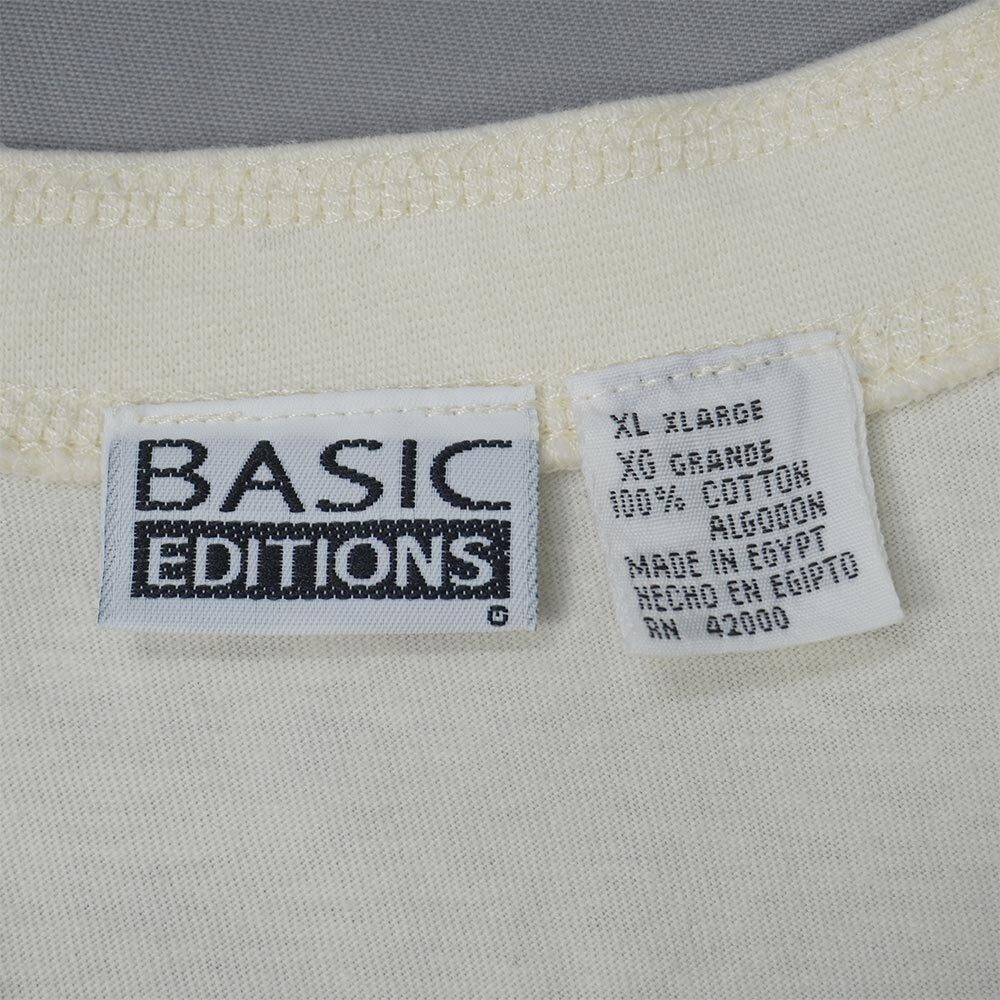 BASIC
EDITIONS
XL XLARGE
XG GRANDE
100% COTTON
ALGODON
MADE IN EGYPT
HECHO EN EGIPTO
RN 42000